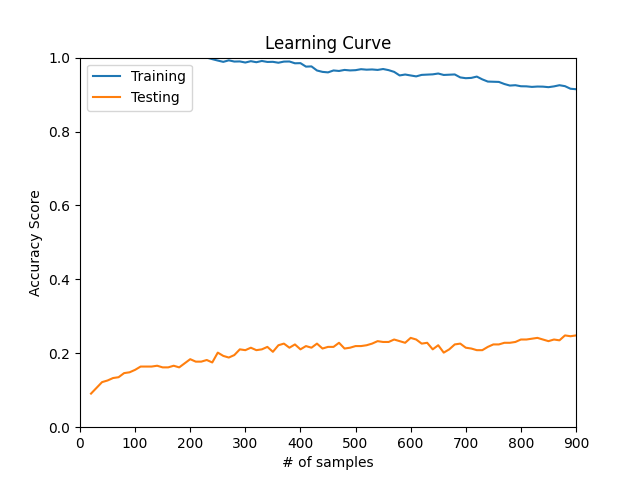 Learning Curve
1.0
Training
Testing
0.8
0.6
Accuracy Score
0.4
0.2
0.0
0 100 200 300 400 500 600 700 800 900
# of samples